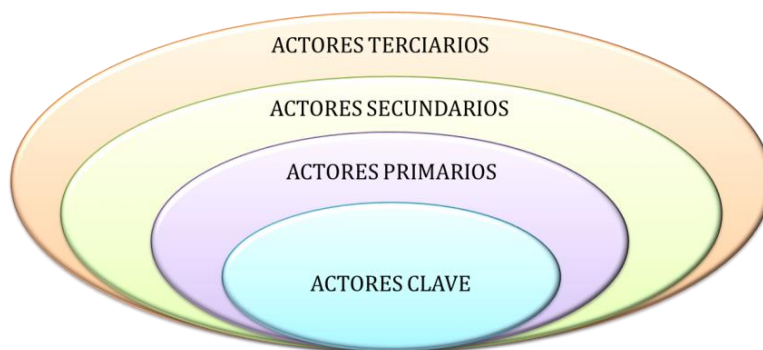 ACTORES TERCIARIOS
ACTORES SECUNDARIOS
ACTORES PRIMARIOS
ACTORES CLAVE